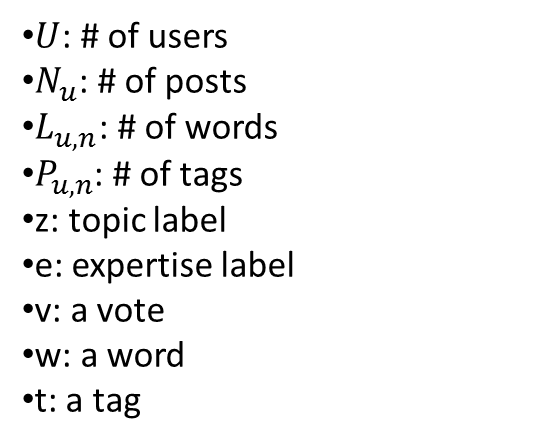 •U: # of users
•N_u: # of posts
•L_{u,n}: # of words
•P_{u,n}: # of tags
•z: topic label
•e: expertise label
•v: a vote
•w: a word
•t: a tag